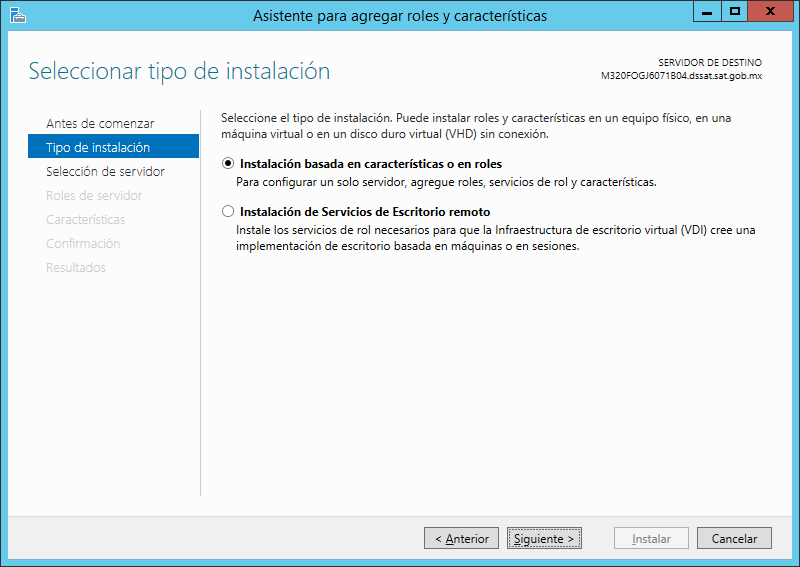 Asistente para agregar roles y características
Seleccionar tipo de instalación
SERVIDOR DE DESTINO
M320FOGJ6071B04.dssat.sat.gob.mx
Antes de comenzar
Tipo de instalación
Selección de servidor
Roles de servidor
Características
Confirmación
Resultados
Seleccione el tipo de instalación. Puede instalar roles y características en un equipo físico, en una
máquina virtual o en un disco duro virtual (VHD) sin conexión.
Instalación basada en características o en roles
Para configurar un solo servidor, agregue roles, servicios de rol y características.
Instalación de Servicios de Escritorio remoto
Instale los servicios de rol necesarios para que la Infraestructura de escritorio virtual (VDI) cree una
implementación de escritorio basada en máquinas o en sesiones.
< Anterior
Siguiente >
Instalar
Cancelar